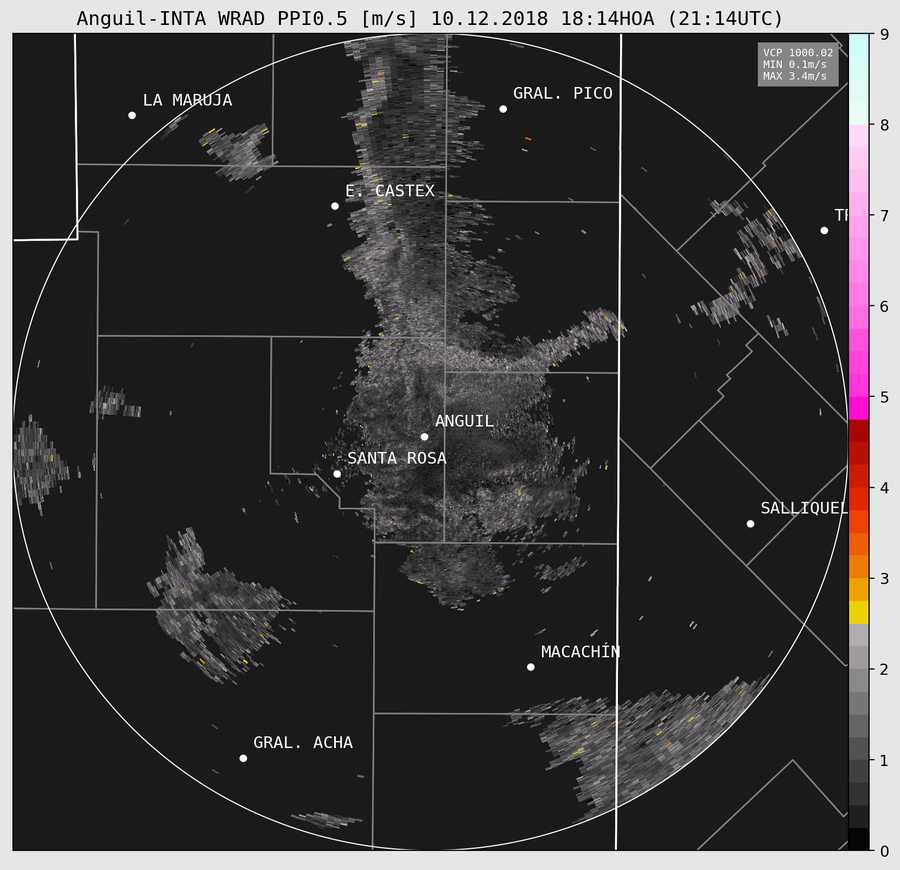 Anguil-INTA WRAD PPI0.5 [m/s] 10.12.2018 18:14HOA (21:14UTC)
VCP 1000.02
MIN 0.1m/s
MAX 3.4m/s
LA MARUJA
GRAL. PICO
E. CASTEX
TR
ANGUIL
SANTA ROSA
SALLIQUEL
MACACHÍN
GRAL. ACHA
9
8
7
6
5
4
3
2
1
0